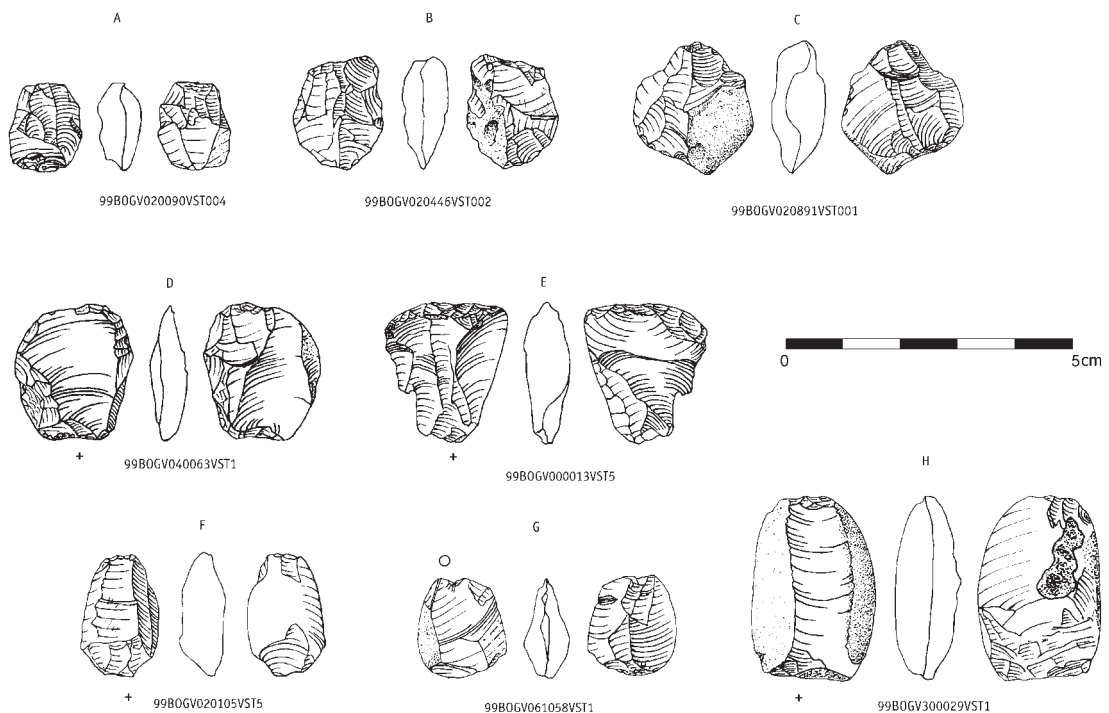 A
B
C
99BOGV020090VST004
99BOGV020446VST002
99BOGV020891VST001
D
E
0
5cm
+
99BOGV040063VST1
+
99BOGV000013VST5
F
G
H
+
99BOGV020105VST5
99BOGV061058VST1
+
99BOGV300029VST1